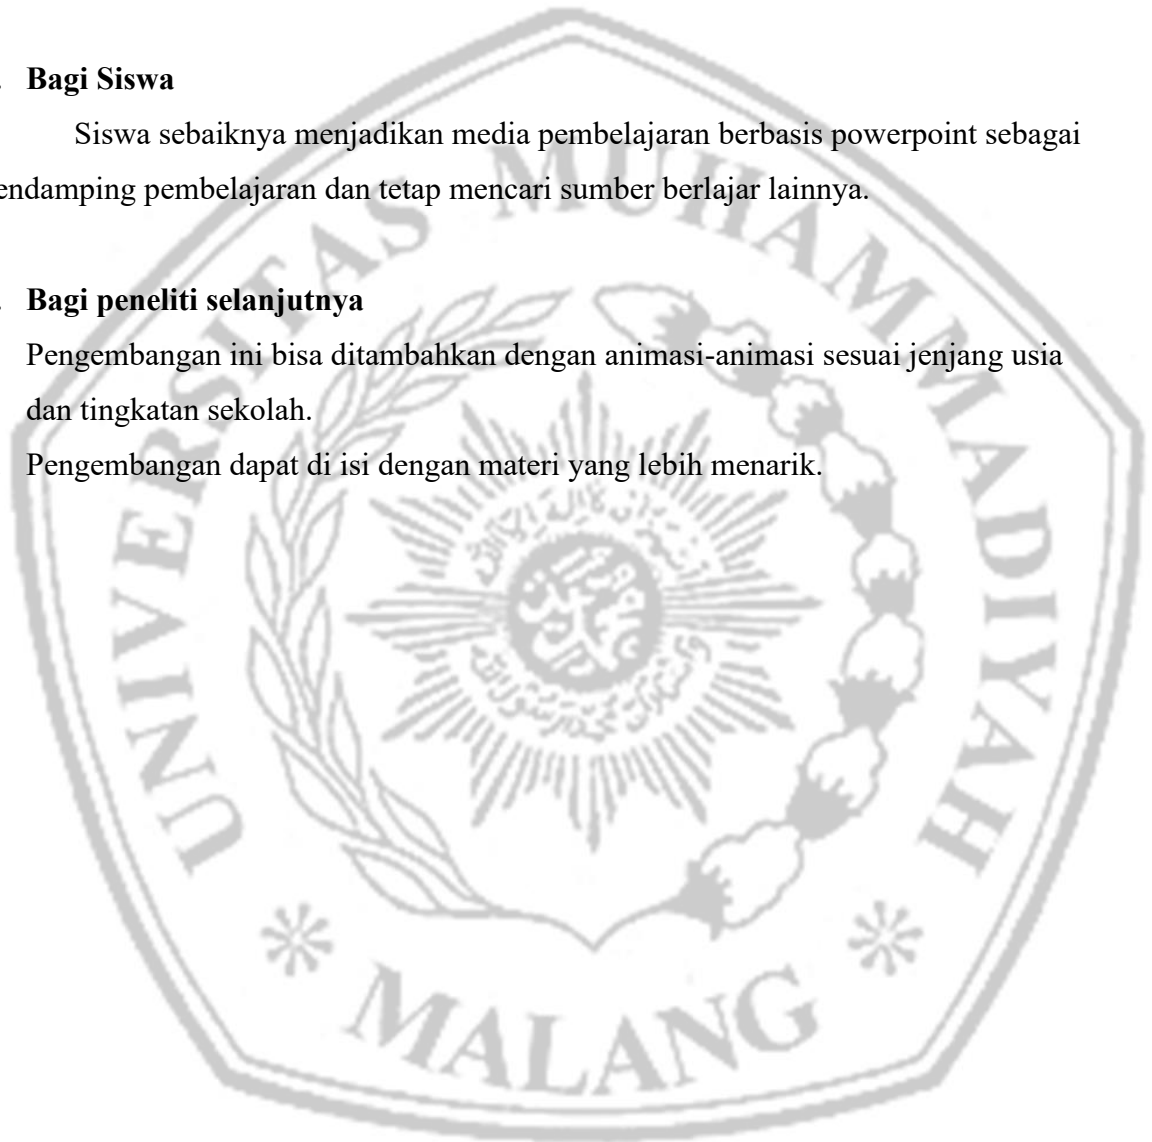 . Bagi Siswa
Siswa sebaiknya menjadikan media pembelajaran berbasis powerpoint sebagai
endamping pembelajaran dan tetap mencari sumber berlajar lainnya.
. Bagi peneliti selanjutnya
Pengembangan ini bisa ditambahkan dengan animasi-animasi sesuai jenjang usia
dan tingkatan sekolah.
Pengembangan dapat di isi dengan materi yang lebih menarik.
UNIVERSITAS MUHAMMADIYAH
MALANG